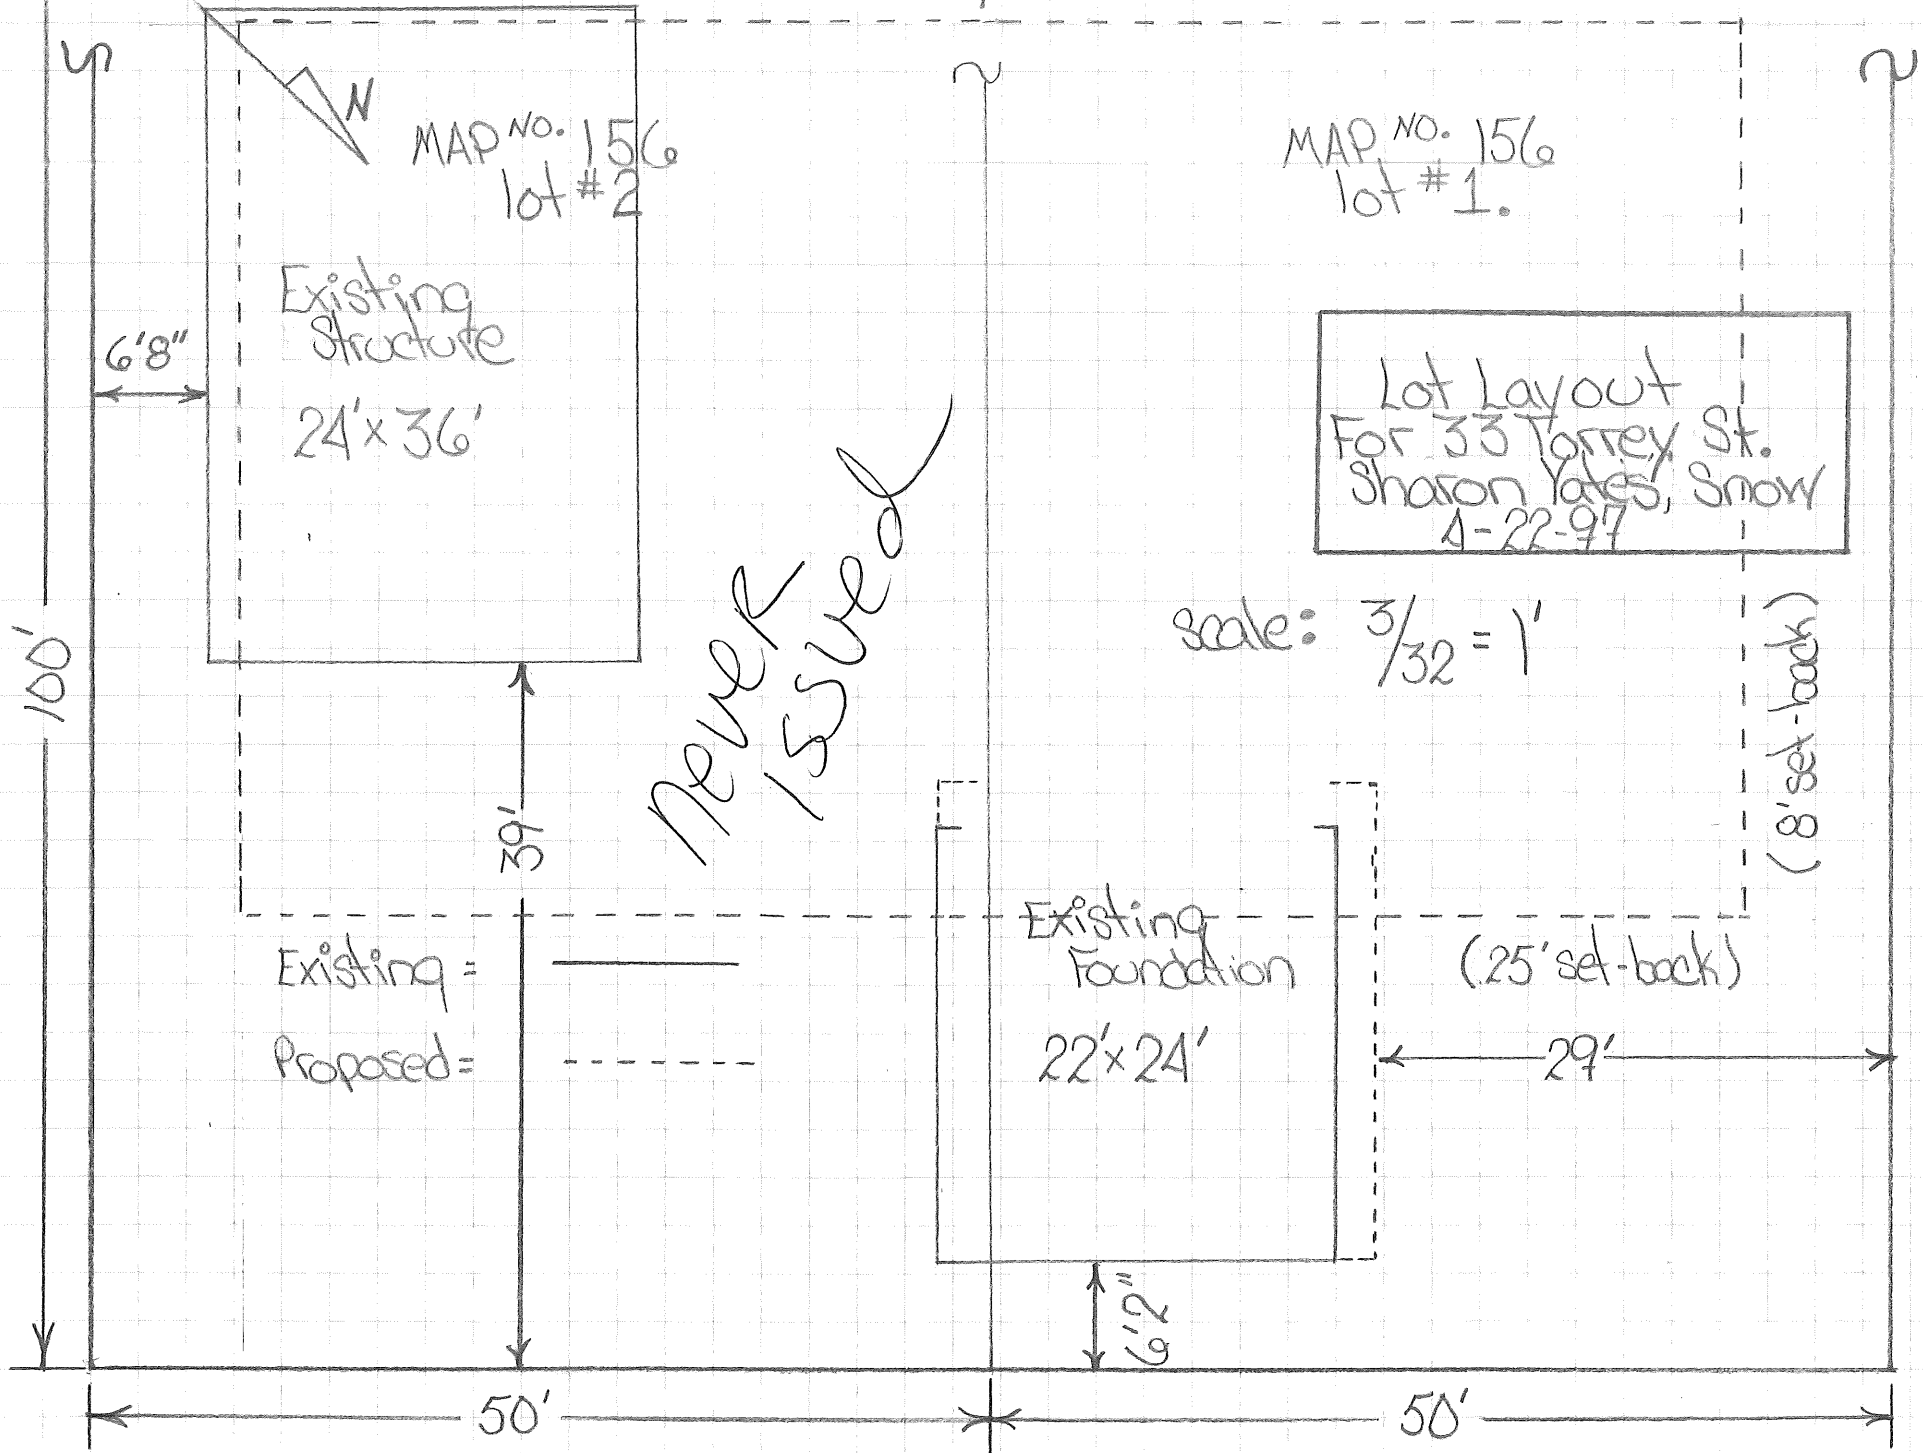 N
MAP NO. 156
lot #2
MAP. NO. 156
lot #1.
Existing
Structure
24'x 36'
6'8"
Lot Layout
For 33 Torrey St.
Sharon Yates, Snow
4-22-97
scale: 3/32 = 1'
never
issued
100'
(8' set-back)
39'
Existing =
Proposed=
Existing
Foundation
22'x 24'
(25' set-back)
29'
6'2"
50'
50'